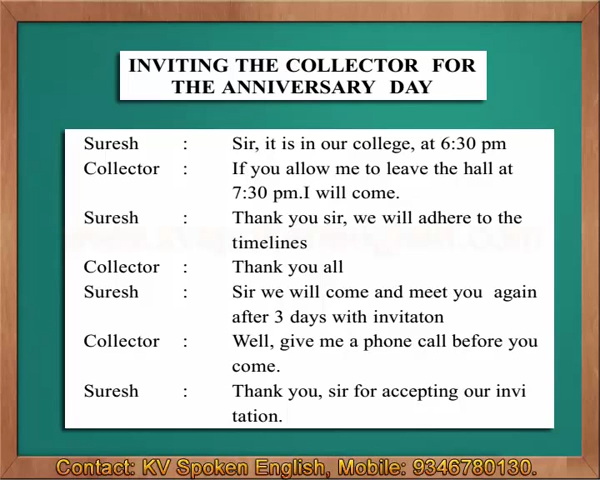 INVITING THE COLLECTOR FOR
THE ANNIVERSARY DAY
Suresh : Sir, it is in our college, at 6:30 pm
Collector : If you allow me to leave the hall at
7:30 pm.I will come.
Suresh : Thank you sir, we will adhere to the
timelines
Collector : Thank you all
Suresh : Sir we will come and meet you again
after 3 days with invitaton
Collector : Well, give me a phone call before you
come.
Suresh : Thank you, sir for accepting our invi
tation.
Contact: KV Spoken English, Mobile: 9346780130.